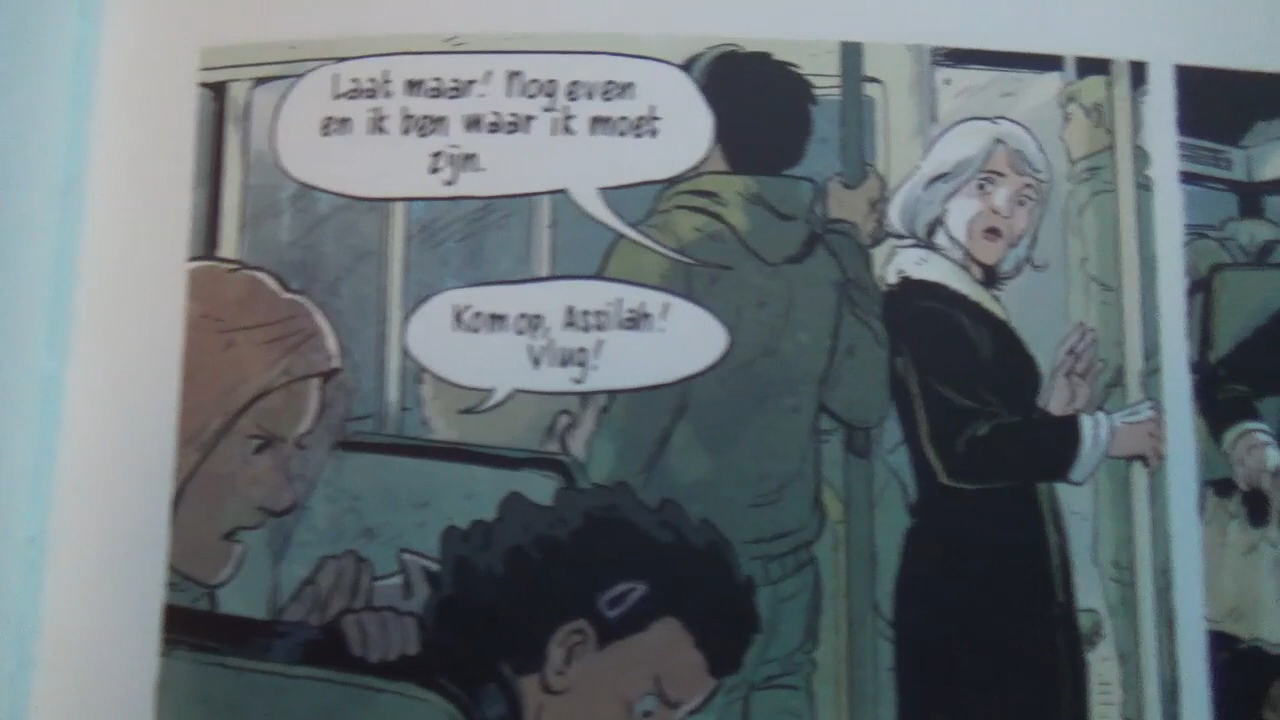 Laat maar! Nog even
en ik ben waar ik moet
zijn.
Kom op, Assilah!
Vlug!